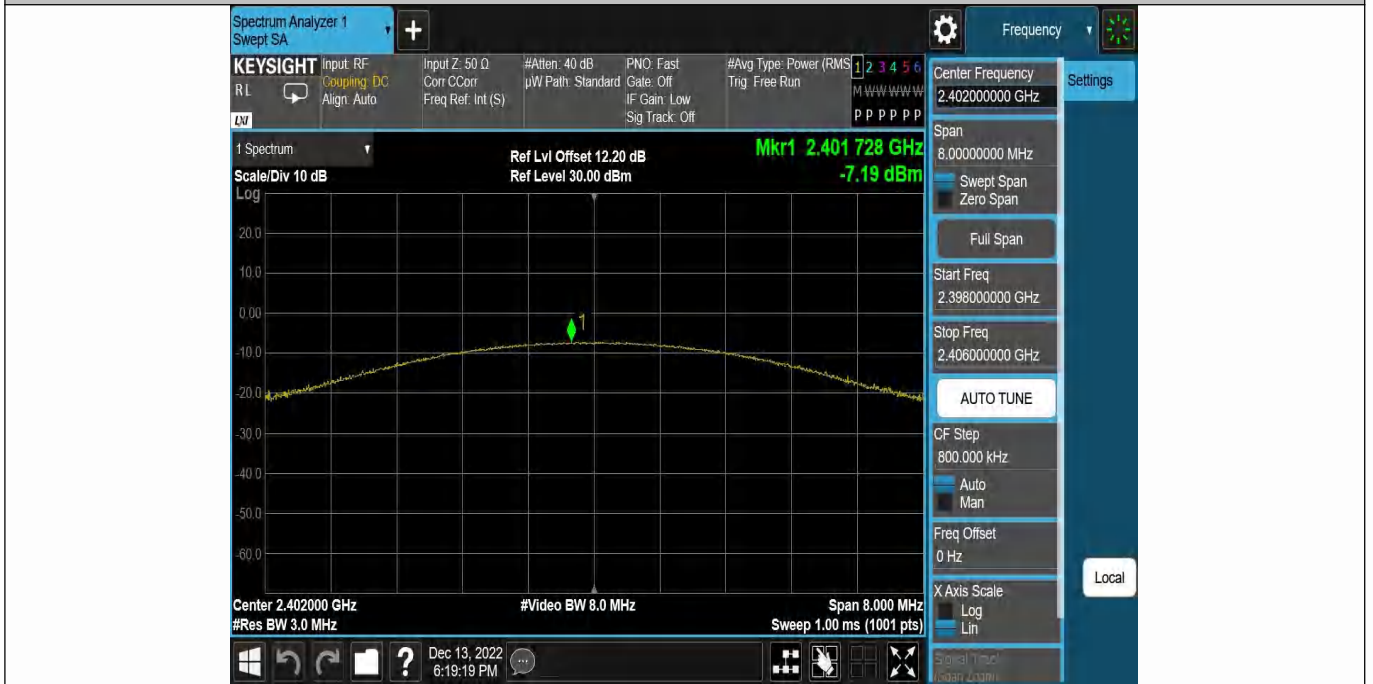 Spectrum Analyzer 1
Swept SA
+
Frequency
KEYSIGHT
RL
LXI
Input: RF
Coupling: DC
Align: Auto
Input Z: 50 Ω
Corr CCorr
Freq Ref: Int (S)
#Atten: 40 dB
µW Path: Standard
PNO: Fast
Gate: Off
IF Gain: Low
Sig Track: Off
#Avg Type: Power (RMS
Trig: Free Run
1 2 3 4 5 6
M W W W W W
P P P P P P
1 Spectrum
Scale/Div 10 dB
Ref Lvl Offset 12.20 dB
Ref Level 30.00 dBm
Mkr1 2.401 728 GHz
-7.19 dBm
Log
20.0
10.0
0.00
-10.0
-20.0
-30.0
-40.0
-50.0
-60.0
1
Center 2.402000 GHz
#Video BW 8.0 MHz
Span 8.000 MHz
#Res BW 3.0 MHz
Sweep 1.00 ms (1001 pts)
?
Dec 13, 2022
6:19:19 PM
Center Frequency
2.402000000 GHz
Settings
Span
8.00000000 MHz
Swept Span
Zero Span
Full Span
Start Freq
2.398000000 GHz
Stop Freq
2.406000000 GHz
AUTO TUNE
CF Step
800.000 kHz
Auto
Man
Freq Offset
0 Hz
X Axis Scale
Log
Lin
Local
Signal Track
(Span Zoom)